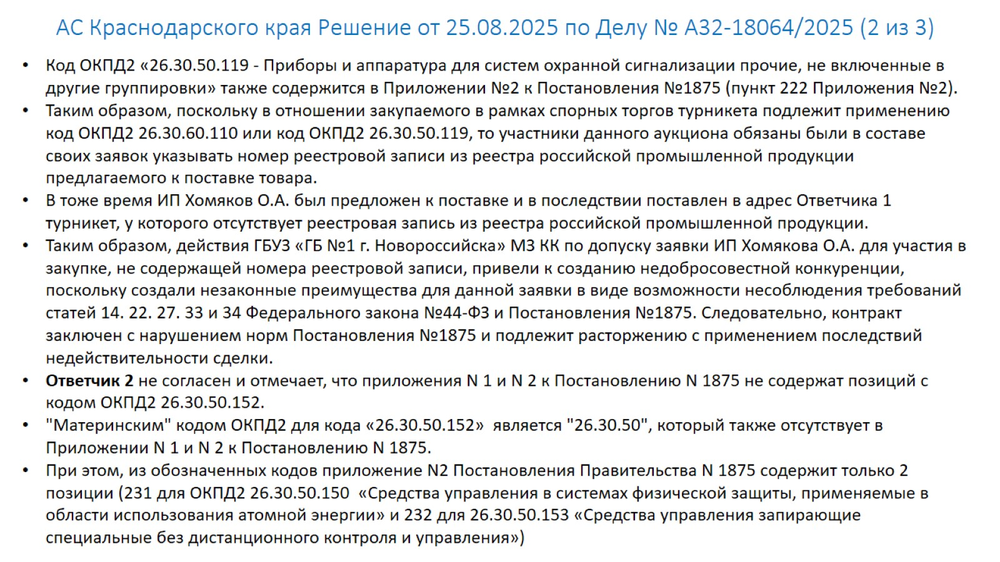 АС Краснодарского края Решение от 25.08.2025 по Делу № А32-18064/2025 (2 из 3)
• Код ОКПД2 «26.30.50.119 - Приборы и аппаратура для систем охранной сигнализации прочие, не включенные в
другие группировки» также содержится в Приложении №2 к Постановления №1875 (пункт 222 Приложения №2).
• Таким образом, поскольку в отношении закупаемого в рамках спорных торгов турникета подлежит применению
код ОКПД2 26.30.60.110 или код ОКПД2 26.30.50.119, то участники данного аукциона обязаны были в составе
своих заявок указывать номер реестровой записи из реестра российской промышленной продукции
предлагаемого к поставке товара.
• В тоже время ИП Хомяков О.А. был предложен к поставке и в последствии поставлен в адрес Ответчика 1
турникет, у которого отсутствует реестровая запись из реестра российской промышленной продукции.
• Таким образом, действия ГБУЗ «ГБ №1 г. Новороссийска» МЗ КК по допуску заявки ИП Хомякова О.А. для участия в
закупке, не содержащей номера реестровой записи, привели к созданию недобросовестной конкуренции,
поскольку создали незаконные преимущества для данной заявки в виде возможности несоблюдения требований
статей 14. 22. 27. 33 и 34 Федерального закона №44-ФЗ и Постановления №1875. Следовательно, контракт
заключен с нарушением норм Постановления №1875 и подлежит расторжению с применением последствий
недействительности сделки.
• Ответчик 2 не согласен и отмечает, что приложения N 1 и N 2 к Постановлению N 1875 не содержат позиций с
кодом ОКПД2 26.30.50.152.
• "Материнским" кодом ОКПД2 для кода «26.30.50.152» является "26.30.50", который также отсутствует в
Приложении N 1 и N 2 к Постановлению N 1875.
• При этом, из обозначенных кодов приложение N2 Постановления Правительства N 1875 содержит только 2
позиции (231 для ОКПД2 26.30.50.150 «Средства управления в системах физической защиты, применяемые в
области использования атомной энергии» и 232 для 26.30.50.153 «Средства управления запирающие
специальные без дистанционного контроля и управления»)